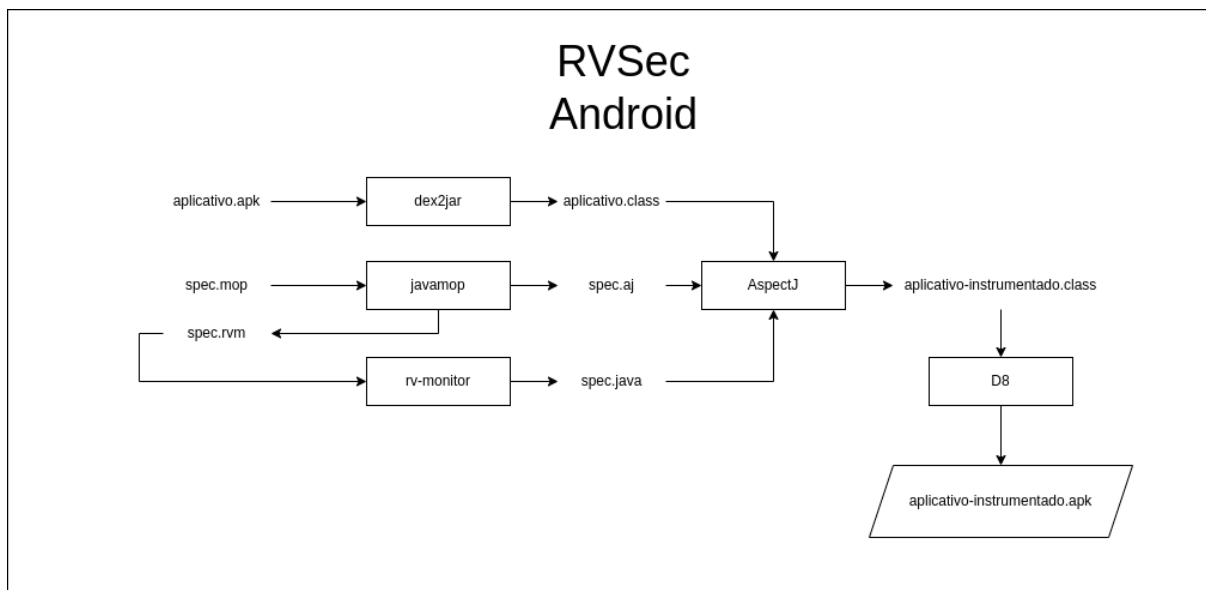 RVSec
Android
aplicativo.apk
dex2jar
aplicativo.class
spec.mop
javamop
spec.aj
AspectJ
aplicativo-instrumentado.class
spec.rvm
rv-monitor
spec.java
D8
aplicativo-instrumentado.apk